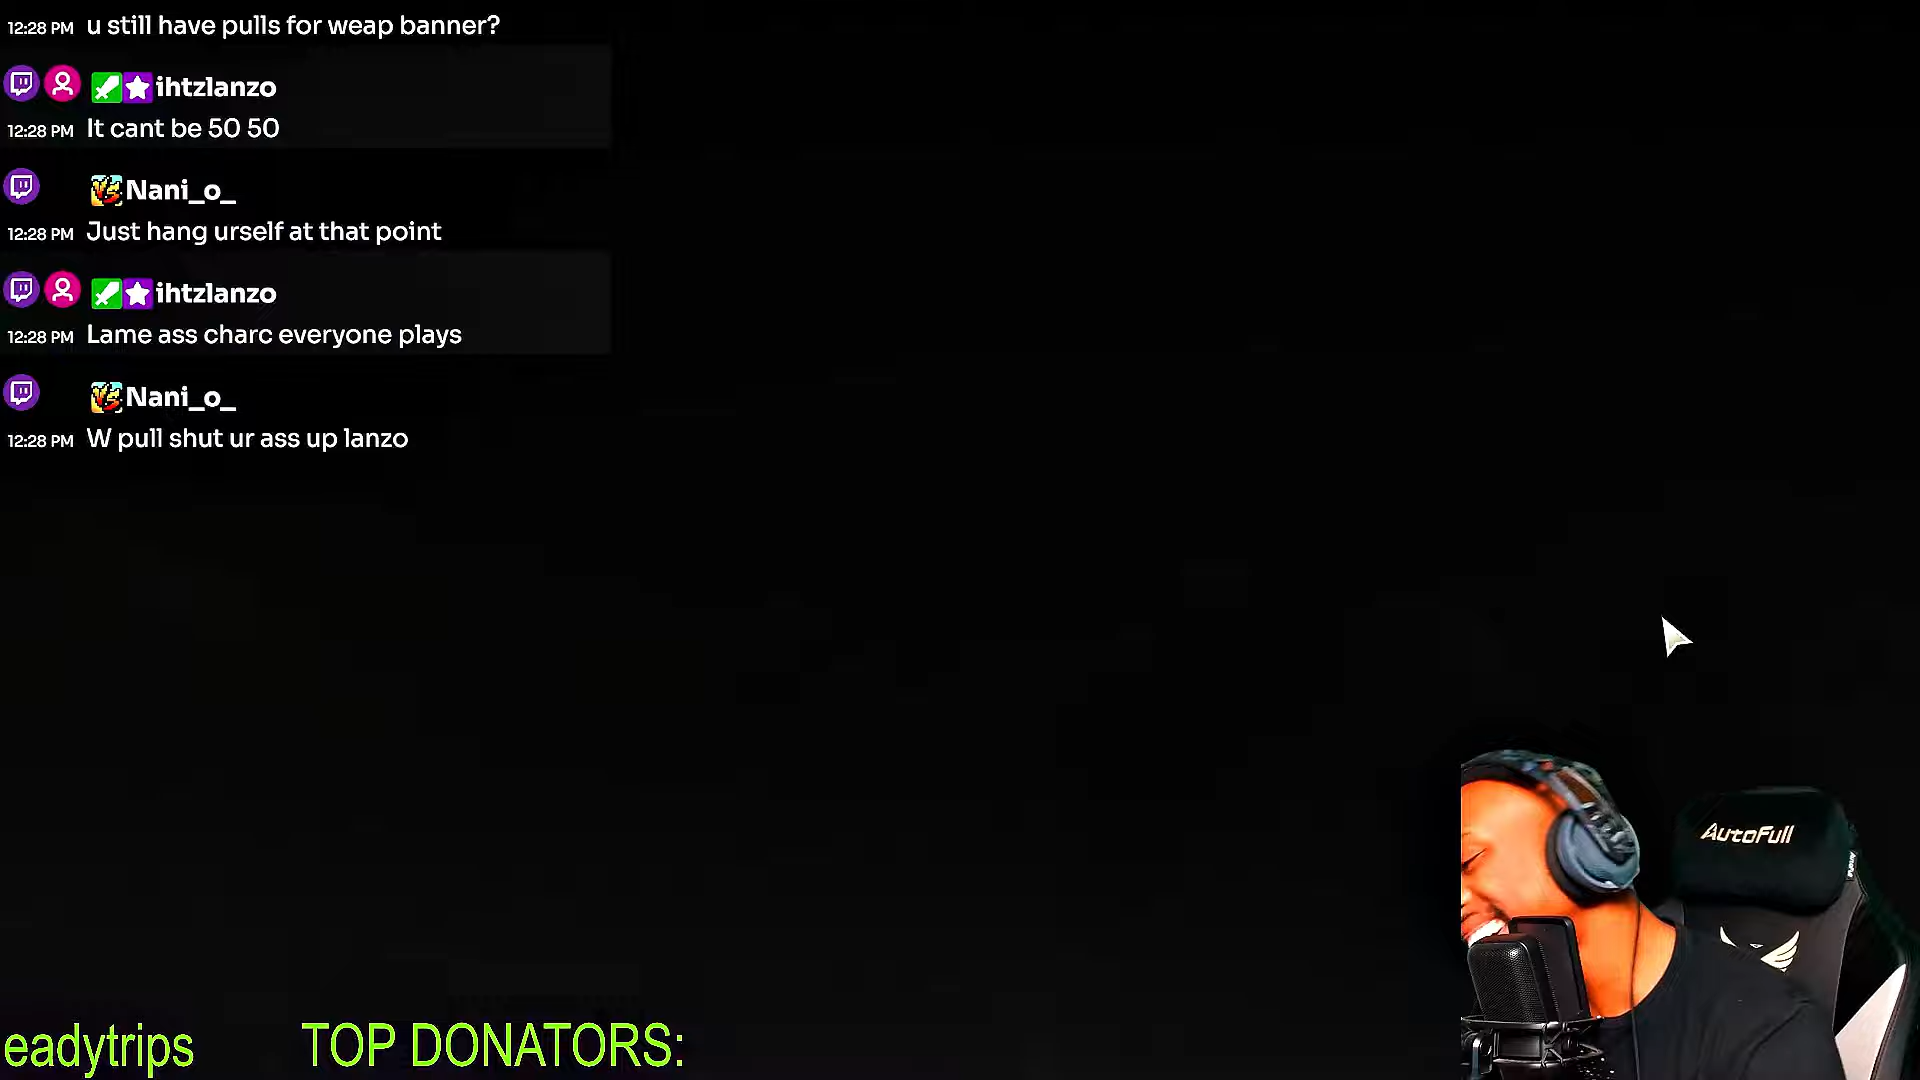 12:28 PM u still have pulls for weap banner?
ihtzlanzo
12:28 PM It cant be 50 50
Nani_o_
12:28 PM Just hang urself at that point
ihtzlanzo
12:28 PM Lame ass charc everyone plays
Nani_o_
12:28 PM W pull shut ur ass up lanzo
AutoFull
eadytrips TOP DONATORS: